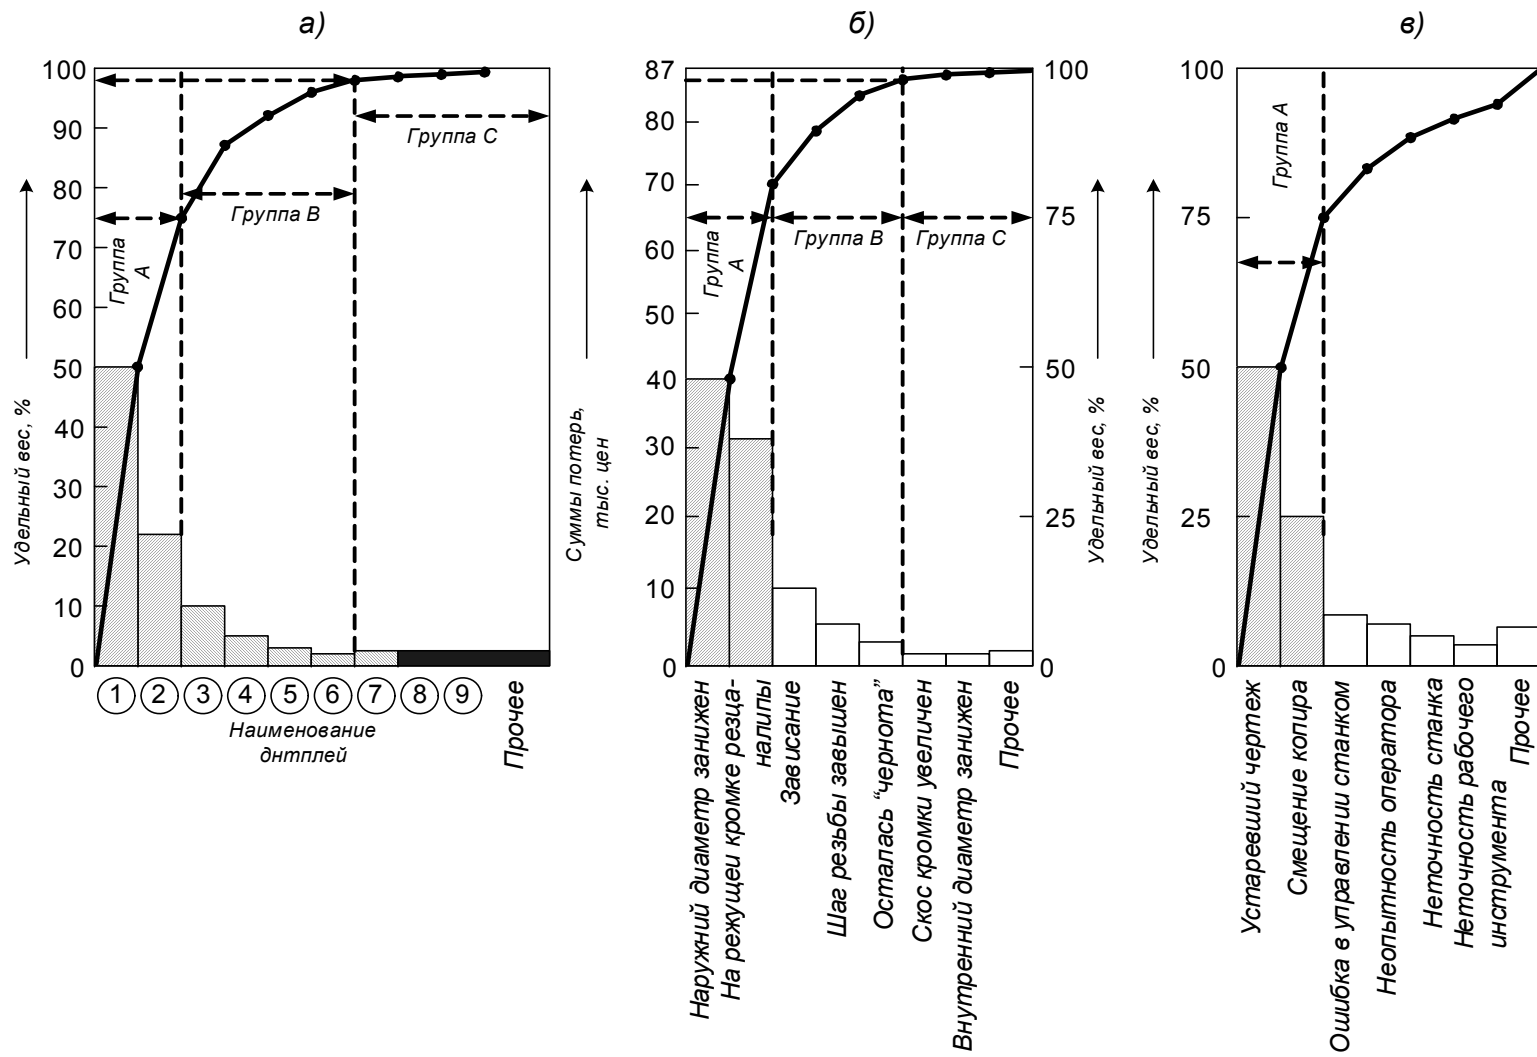 а)
100
90
80
70
60
50
40
30
20
10
0
Удельный вес, %
Группа
А
Группа В
Группа С
1
2
3
4
5
6
7
8
9
Наименование
днтплей
Прочее
б)
87
80
70
60
50
40
30
20
10
0
Суммы потерь,
тыс. цен
Группа
А
Группа В
Группа С
100
75
50
25
0
Удельный вес, %
Наружний диаметр занижен
На режущеи кромке резца-
налипы
Зависание
Шаг резьбы завышен
Осталась “чернота”
Скос кромки увеличен
Внутренний диаметр занижен
Прочее
в)
100
75
50
25
0
Удельный вес, %
Группа А
Устаревший чертеж
Смещение копира
Ошибка в управлении станком
Неопытность оператора
Неточность станка
Неточность рабочего
инструмента
Прочее